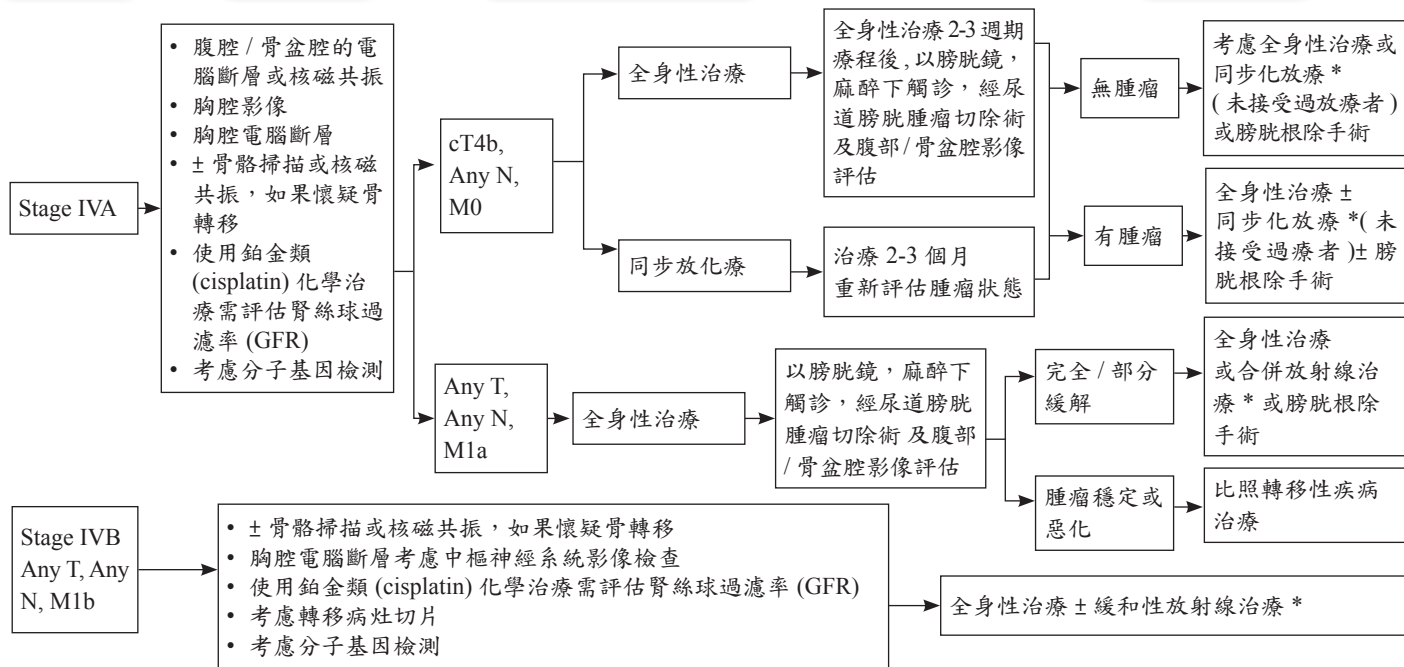 Stage IVA
• 腹腔 / 骨盆腔的電
腦斷層或核磁共振
• 胸腔影像
• 胸腔電腦斷層
• ± 骨骼掃描或核磁
共振，如果懷疑骨
轉移
• 使用鉑金類
(cisplatin) 化學治
療需評估腎絲球過
濾率 (GFR)
• 考慮分子基因檢測
cT4b,
Any N,
M0
全身性治療
全身性治療 2-3 週期
療程後, 以膀胱鏡，
麻醉下觸診，經尿
道膀胱腫瘤切除術
及腹部 / 骨盆腔影像
評估
同步放化療
治療 2-3 個月
重新評估腫瘤狀態
無腫瘤
考慮全身性治療或
同步化放療 *
( 未接受過放療者 )
或膀胱根除手術
有腫瘤
全身性治療 ±
同步化放療 *( 未
接受過療者 )± 膀
胱根除手術
Any T,
Any N,
M1a
全身性治療
以膀胱鏡，麻醉下
觸診，經尿道膀胱
腫瘤切除術 及腹部
/ 骨盆腔影像評估
完全 / 部分
緩解
全身性治療
或合併放射線治
療 * 或膀胱根除
手術
腫瘤穩定或
惡化
比照轉移性疾病
治療
Stage IVB
Any T, Any
N, M1b
• ± 骨骼掃描或核磁共振，如果懷疑骨轉移
• 胸腔電腦斷層考慮中樞神經系統影像檢查
• 使用鉑金類 (cisplatin) 化學治療需評估腎絲球過濾率 (GFR)
• 考慮轉移病灶切片
• 考慮分子基因檢測
全身性治療 ± 緩和性放射線治療 *